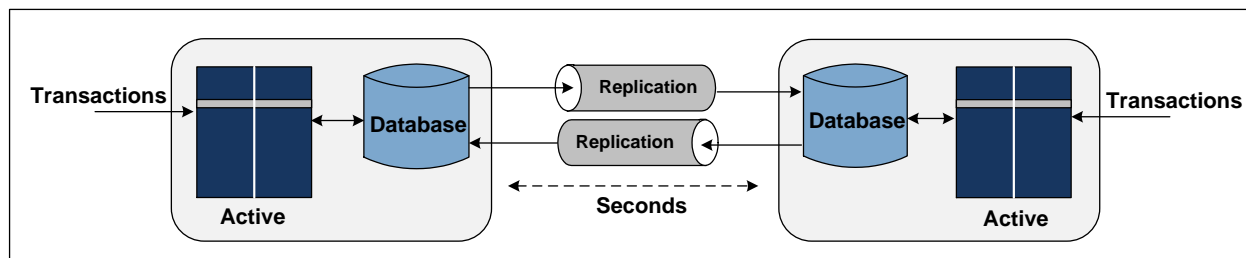 Transactions
Database
Active
Replication
Replication
Seconds
Database
Transactions
Active